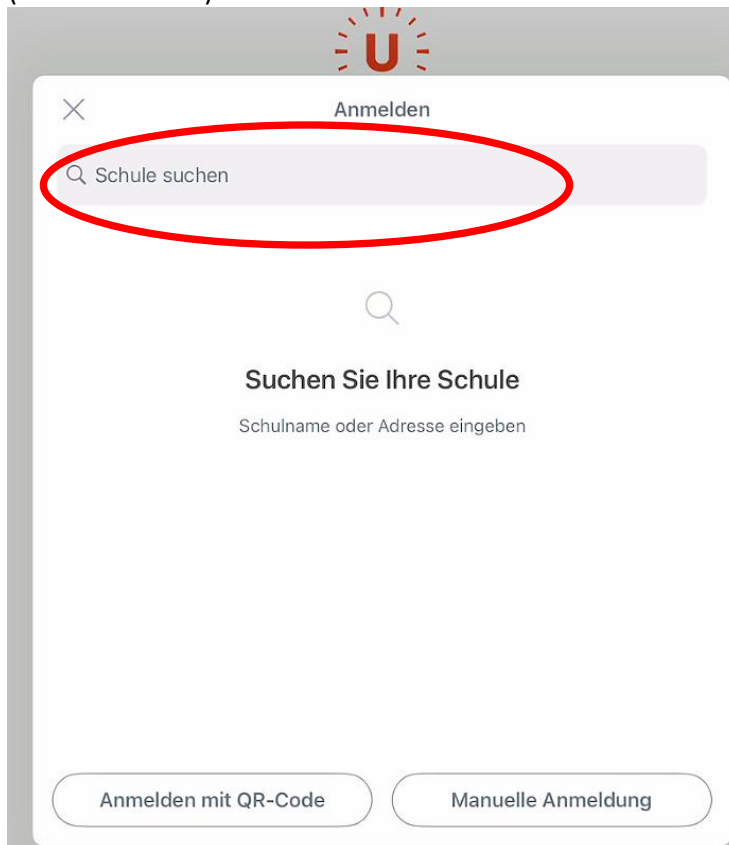 U
Anmelden
Schule suchen
Suchen Sie Ihre Schule
Schulname oder Adresse eingeben
Anmelden mit QR-Code
Manuelle Anmeldung